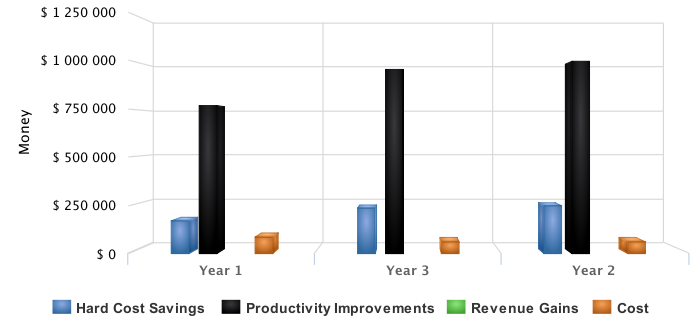 $ 1 250 000
$ 1 000 000
$ 750 000
$ 500 000
$ 250 000
$ 0
Money
Year 1 Year 3 Year 2
Hard Cost Savings Productivity Improvements Revenue Gains Cost